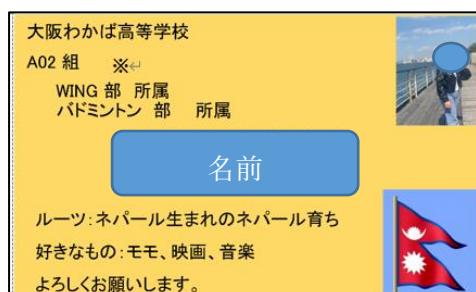 大阪わかば高等学校
A02 組 ※↵
WING 部 所属
バドミントン 部 所属
名前
ルーツ:ネパール生まれのネパール育ち
好きなもの:モモ、映画、音楽
よろしくお願いします。